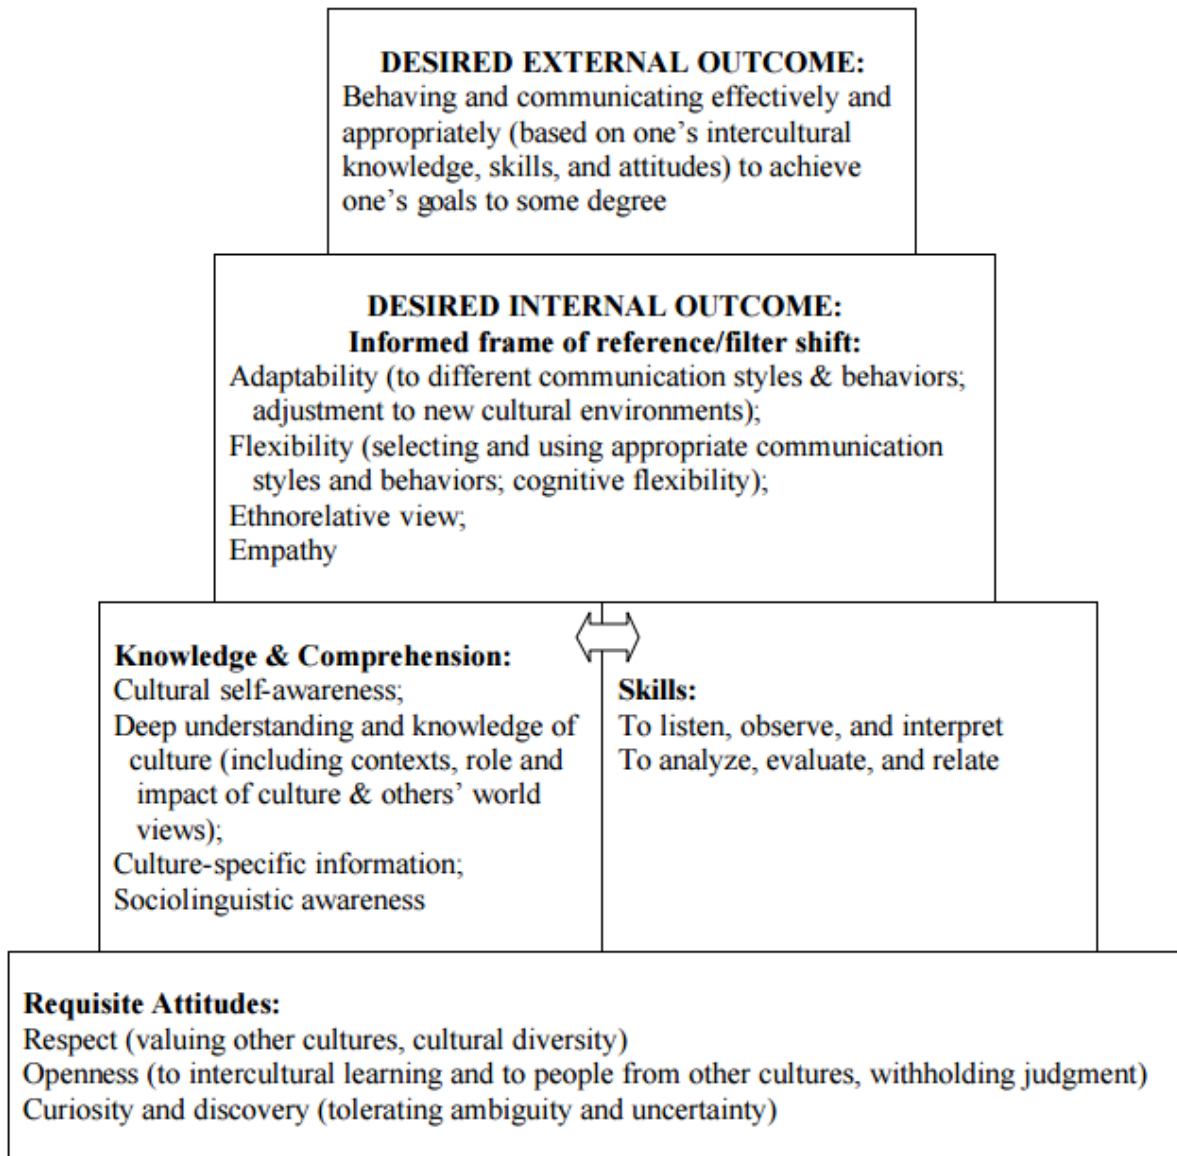 DESIRED EXTERNAL OUTCOME:
Behaving and communicating effectively and
appropriately (based on one’s intercultural
knowledge, skills, and attitudes) to achieve
one’s goals to some degree
DESIRED INTERNAL OUTCOME:
Informed frame of reference/filter shift:
Adaptability (to different communication styles & behaviors;
adjustment to new cultural environments);
Flexibility (selecting and using appropriate communication
styles and behaviors; cognitive flexibility);
Ethnorelative view;
Empathy
Knowledge & Comprehension:
Cultural self-awareness;
Deep understanding and knowledge of
culture (including contexts, role and
impact of culture & others’ world
views);
Culture-specific information;
Sociolinguistic awareness
Skills:
To listen, observe, and interpret
To analyze, evaluate, and relate
Requisite Attitudes:
Respect (valuing other cultures, cultural diversity)
Openness (to intercultural learning and to people from other cultures, withholding judgment)
Curiosity and discovery (tolerating ambiguity and uncertainty)